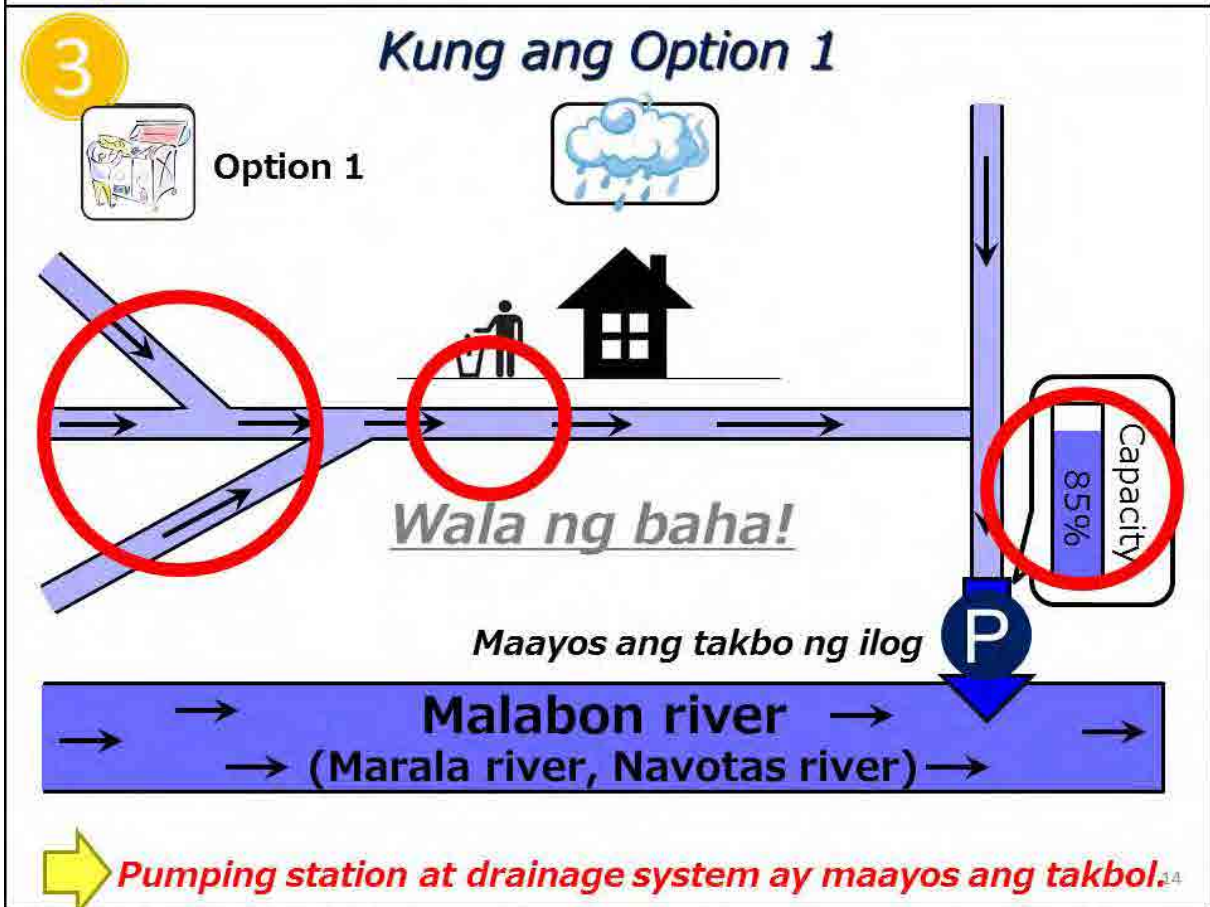 3
Kung ang Option 1
Option 1
Capacity
85%
Wala ng baha!
Maayos ang takbo ng ilog
P
Malabon river
(Marala river, Navotas river)
Pumping station at drainage system ay maayos ang takbol.
14